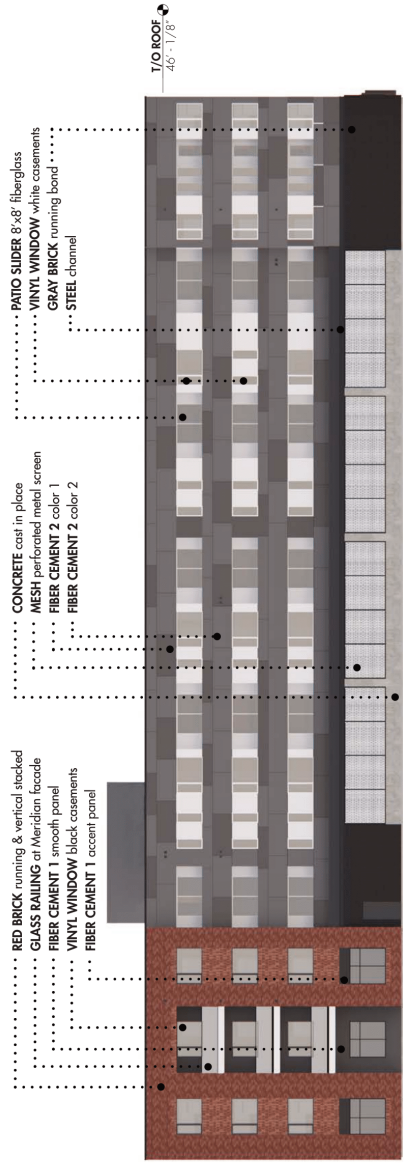 RED BRICK running & vertical stacked
GLASS RAILING at Meridian facade
FIBER CEMENT 1 smooth panel
VINYL WINDOW black casements
FIBER CEMENT 1 accent panel
CONCRETE cast in place
MESH perforated metal screen
FIBER CEMENT 2 color 1
FIBER CEMENT 2 color 2
PATIO SLIDER 8'x8' fiberglass
VINYL WINDOW white casements
GRAY BRICK running bond
STEEL channel
T/O ROOF
46' - 1/8"